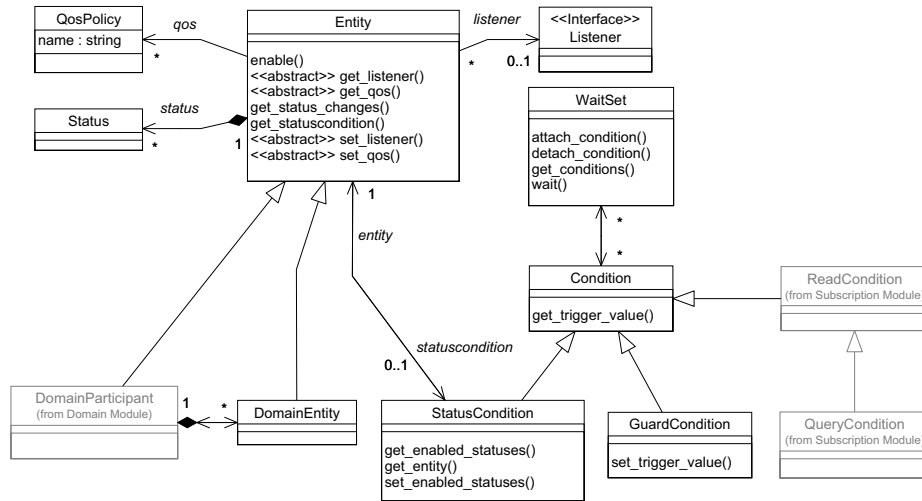 QosPolicy
name : string
qos
*
Entity
enable()
<<abstract>> get_listener()
<<abstract>> get_qos()
get_status_changes()
get_statuscondition()
<<abstract>> set_listener()
<<abstract>> set_qos()
listener
*
0..1
<<Interface>>
Listener
Status
status
*
1
WaitSet
attach_condition()
detach_condition()
get_conditions()
wait()
1
entity
*
*
Condition
get_trigger_value()
ReadCondition
(from Subscription Module)
statuscondition
0..1
DomainParticipant
(from Domain Module)
1
*
DomainEntity
StatusCondition
get_enabled_statuses()
get_entity()
set_enabled_statuses()
GuardCondition
set_trigger_value()
QueryCondition
(from Subscription Module)